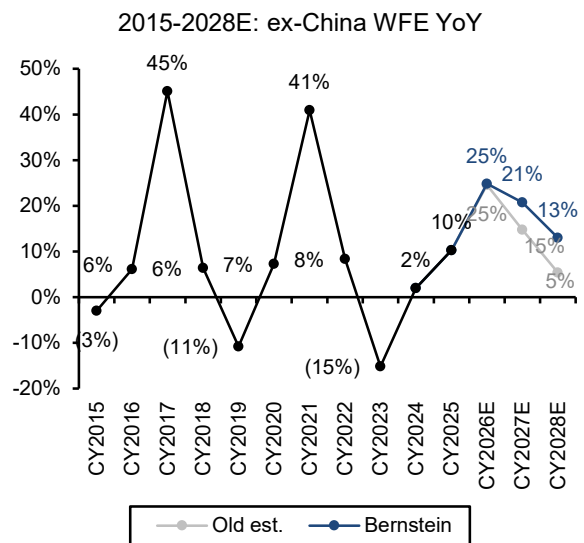 2015-2028E: ex-China WFE YoY
50%
40%
30%
20%
10%
0%
-10%
-20%
(3%)
6%
45%
6%
(11%)
7%
41%
8%
(15%)
2%
10%
25%
21%
13%
25%
15%
5%
CY2015
CY2016
CY2017
CY2018
CY2019
CY2020
CY2021
CY2022
CY2023
CY2024
CY2025
CY2026E
CY2027E
CY2028E
Old est.
Bernstein